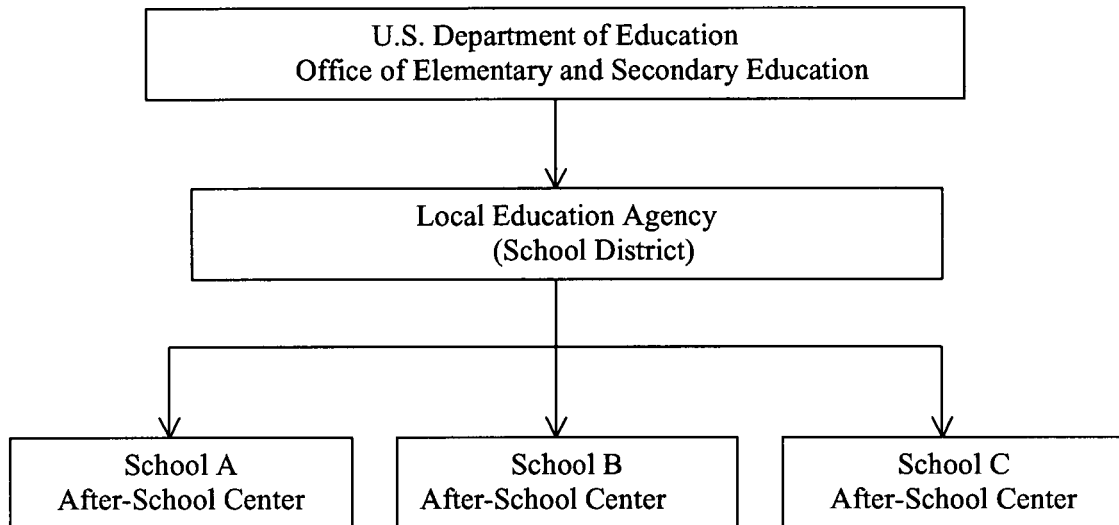 U.S. Department of Education
Office of Elementary and Secondary Education
Local Education Agency
(School District)
School A
After-School Center
School B
After-School Center
School C
After-School Center